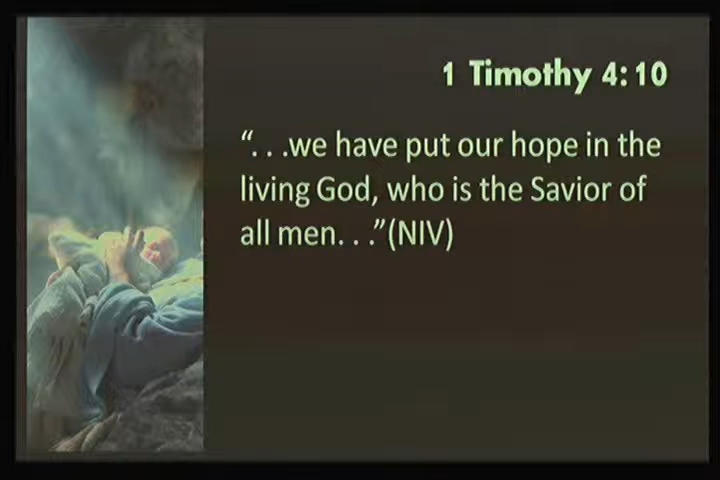 1 Timothy 4:10
“. . .we have put our hope in the
living God, who is the Savior of
all men. . .”(NIV)